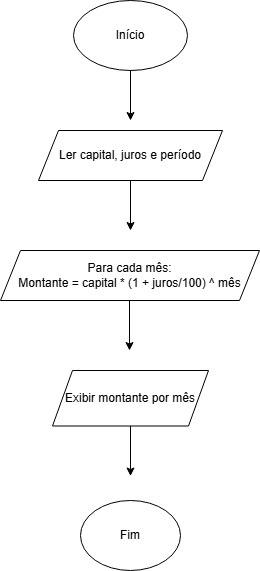 Início
Ler capital, juros e período
Para cada mês:
Montante = capital * (1 + juros/100) ^ mês
Exibir montante por mês
Fim